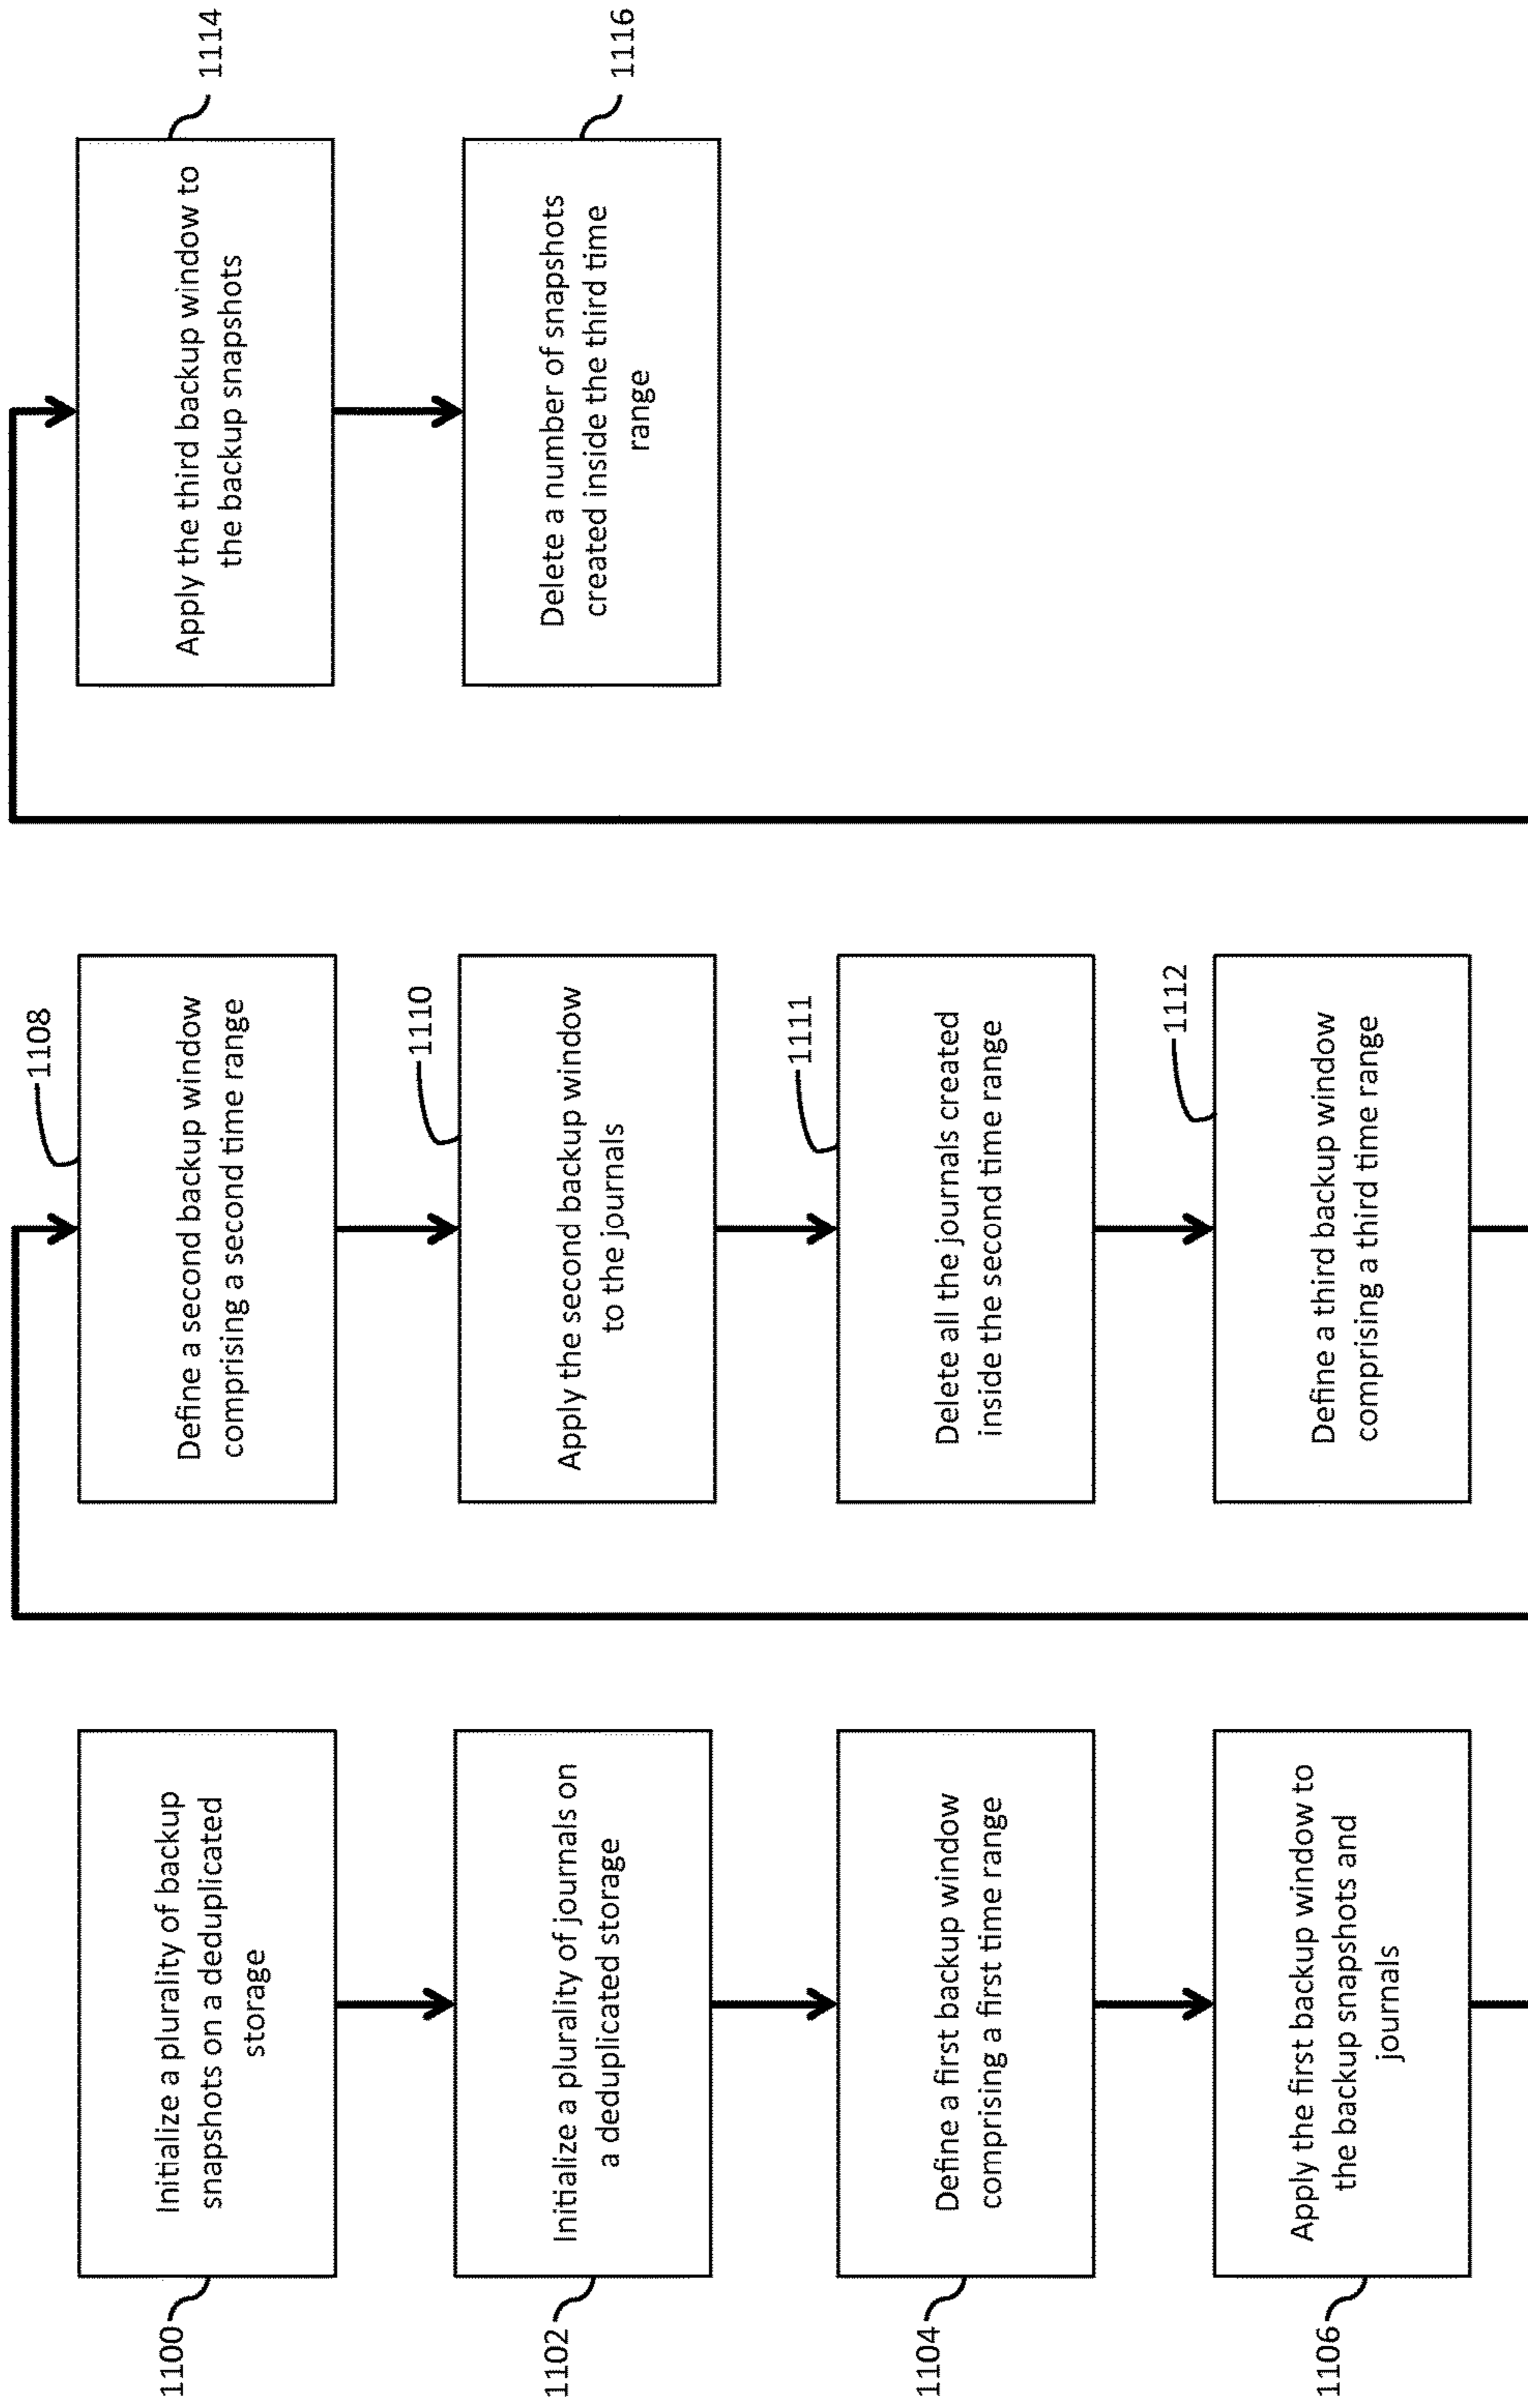 1100
Initialize a plurality of backup
snapshots on a deduplicated
storage
1102
Initialize a plurality of journals on
a deduplicated storage
1104
Define a first backup window
comprising a first time range
1106
Apply the first backup window to
the backup snapshots and
journals
1108
Define a second backup window
comprising a second time range
1110
Apply the second backup window
to the journals
1111
Delete all the journals created
inside the second time range
1112
Define a third backup window
comprising a third time range
1114
Apply the third backup window to
the backup snapshots
1116
Delete a number of snapshots
created inside the third time
range